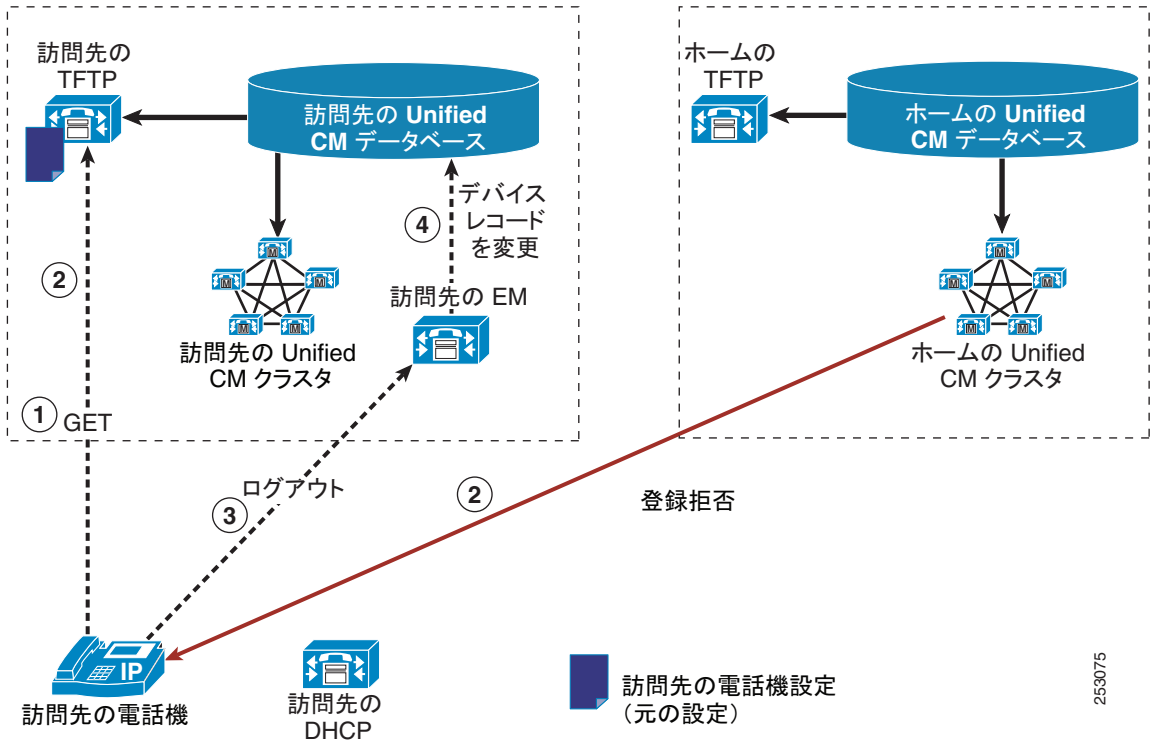 訪問先の
TFTP
訪問先の Unified
CM データベース
デバイス
レコード
を変更
4
2
訪問先の EM
訪問先の Unified
CM クラスタ
1 GET
ホームの
TFTP
ホームの Unified
CM データベース
ホームの Unified
CM クラスタ
ログアウト
3
2
登録拒否
IP
訪問先の電話機
訪問先の
DHCP
訪問先の電話機設定
（元の設定）
253075
M
M
M
M
M
M
M
M
M
M